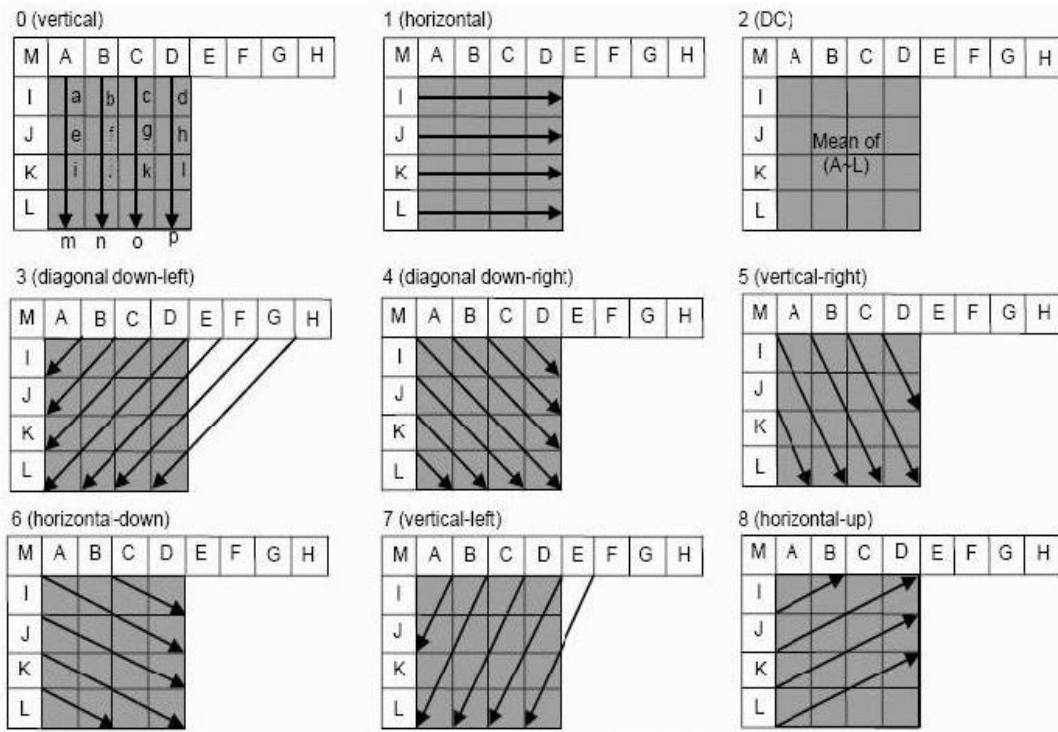 0 (vertical)
1 (horizontal)
2 (DC)
M A B C D E F G H
M A B C D E F G H
M A B C D E F G H
I a b c d
I
I
J e f g h
J
J
Mean of
K i j k l
K
K
(A~L)
L
L
L
m n o p
3 (diagonal down-left)
4 (diagonal down-right)
5 (vertical-right)
M A B C D E F G H
M A B C D E F G H
M A B C D E F G H
I
I
I
J
J
J
K
K
K
L
L
L
6 (horizontal-down)
7 (vertical-left)
8 (horizontal-up)
M A B C D E F G H
M A B C D E F G H
M A B C D E F G H
I
I
I
J
J
J
K
K
K
L
L
L